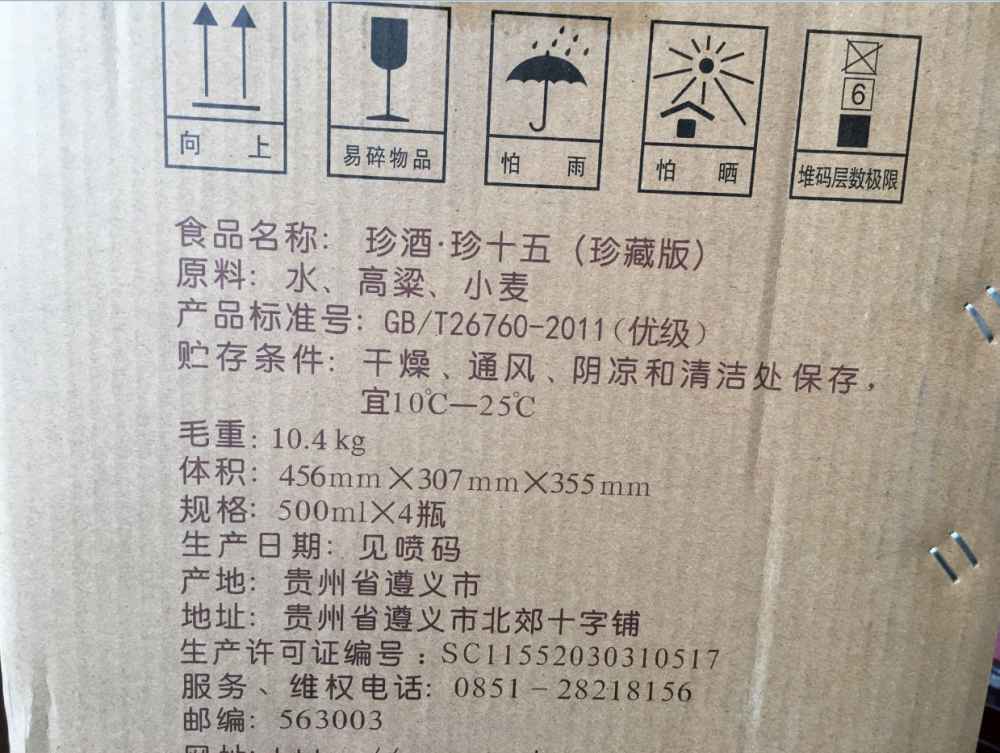 向 上
易碎物品
怕 雨
怕 晒
6
堆码层数极限
食品名称：珍酒·珍十五（珍藏版）
原料：水、高粱、小麦
产品标准号：GB/T26760-2011（优级）
贮存条件：干燥、通风、阴凉和清洁处保存，
宜10℃—25℃
毛重：10.4kg
体积：456mm×307mm×355mm
规格：500ml×4瓶
生产日期：见喷码
产地：贵州省遵义市
地址：贵州省遵义市北郊十字铺
生产许可证编号：SC11552030310517
服务、维权电话：0851-28218156
邮编：563003